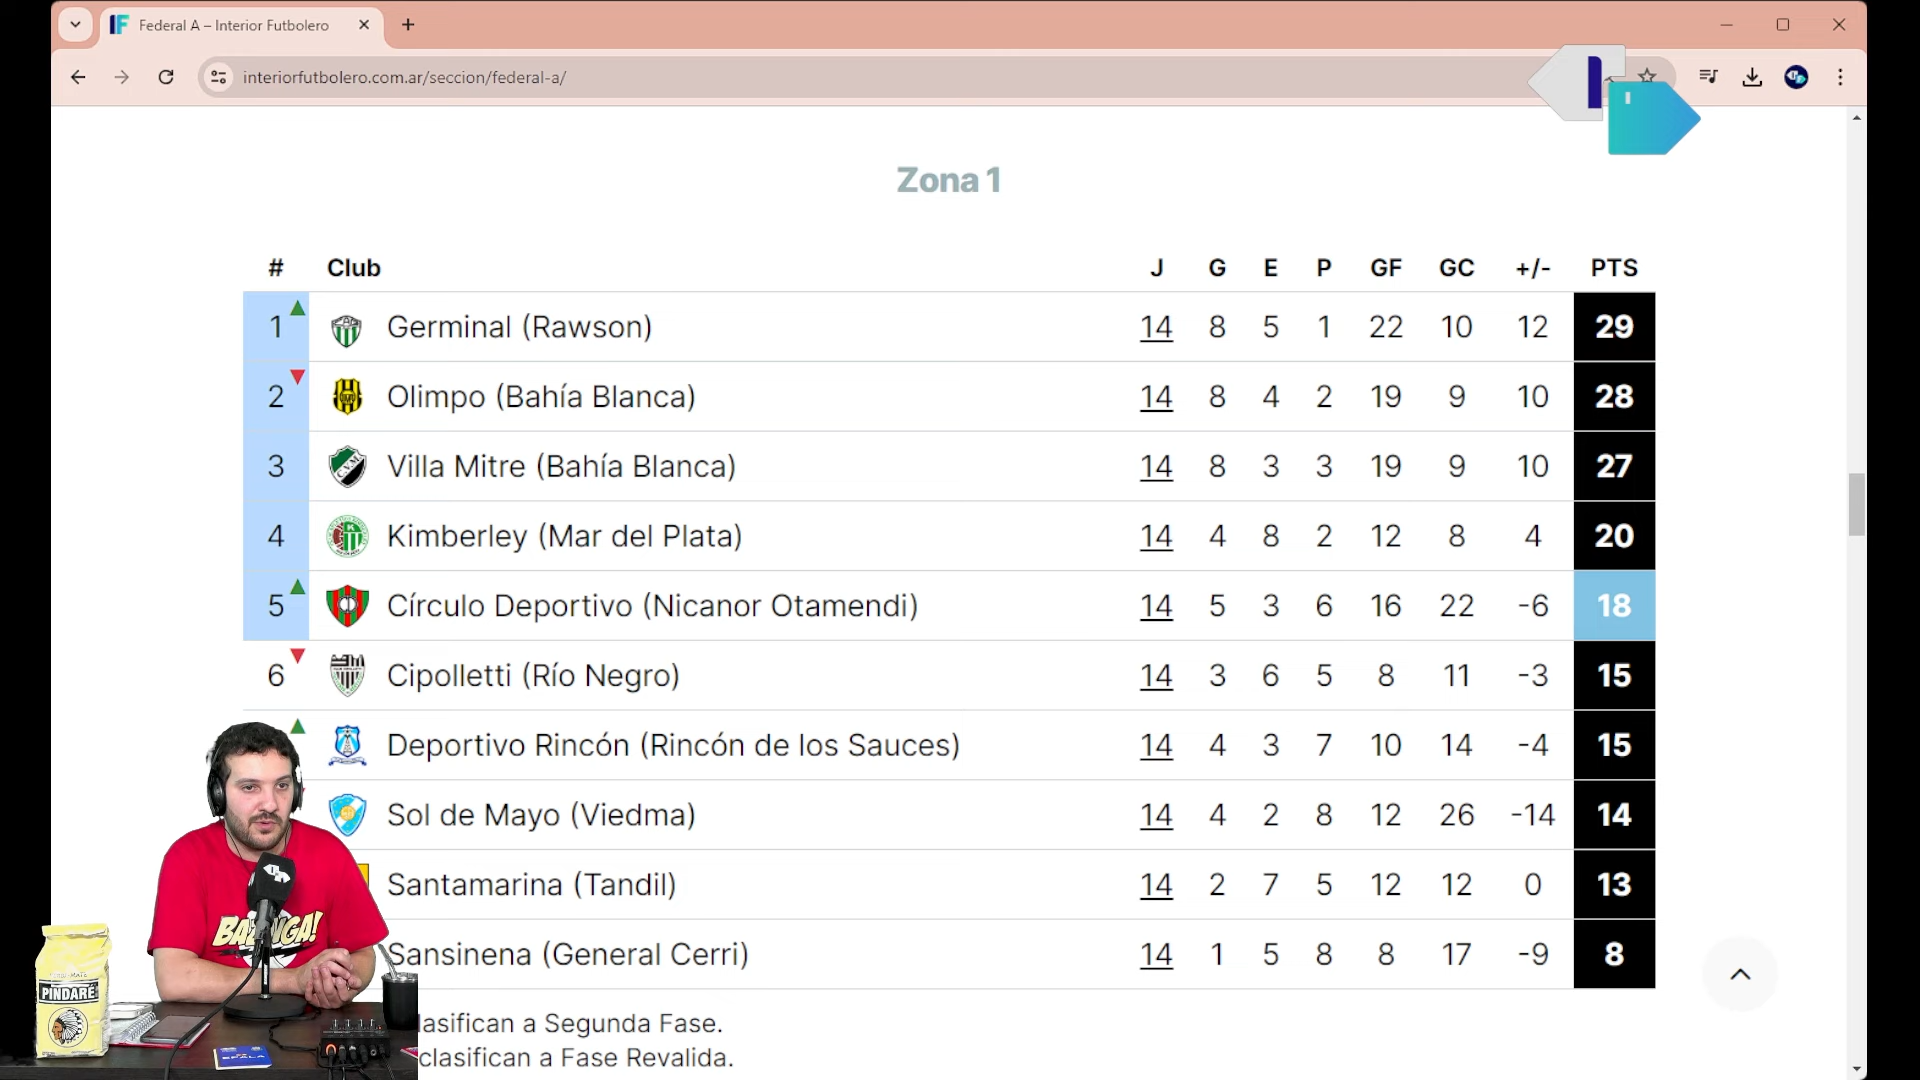 Federal A – Interior Futbolero
interiorfutbolero.com.ar/seccion/federal-a/
Zona 1
# Club J G E P GF GC +/- PTS
1 Germinal (Rawson) 14 8 5 1 22 10 12 29
2 Olimpo (Bahía Blanca) 14 8 4 2 19 9 10 28
3 Villa Mitre (Bahía Blanca) 14 8 3 3 19 9 10 27
4 Kimberley (Mar del Plata) 14 4 8 2 12 8 4 20
5 Círculo Deportivo (Nicanor Otamendi) 14 5 3 6 16 22 -6 18
6 Cipolletti (Río Negro) 14 3 6 5 8 11 -3 15
Deportivo Rincón (Rincón de los Sauces) 14 4 3 7 10 14 -4 15
Sol de Mayo (Viedma) 14 4 2 8 12 26 -14 14
Santamarina (Tandil) 14 2 7 5 12 12 0 13
Sansinena (General Cerri) 14 1 5 8 8 17 -9 8
lasifican a Segunda Fase.
clasifican a Fase Revalida.
BAZINGA!
PINDARÉ